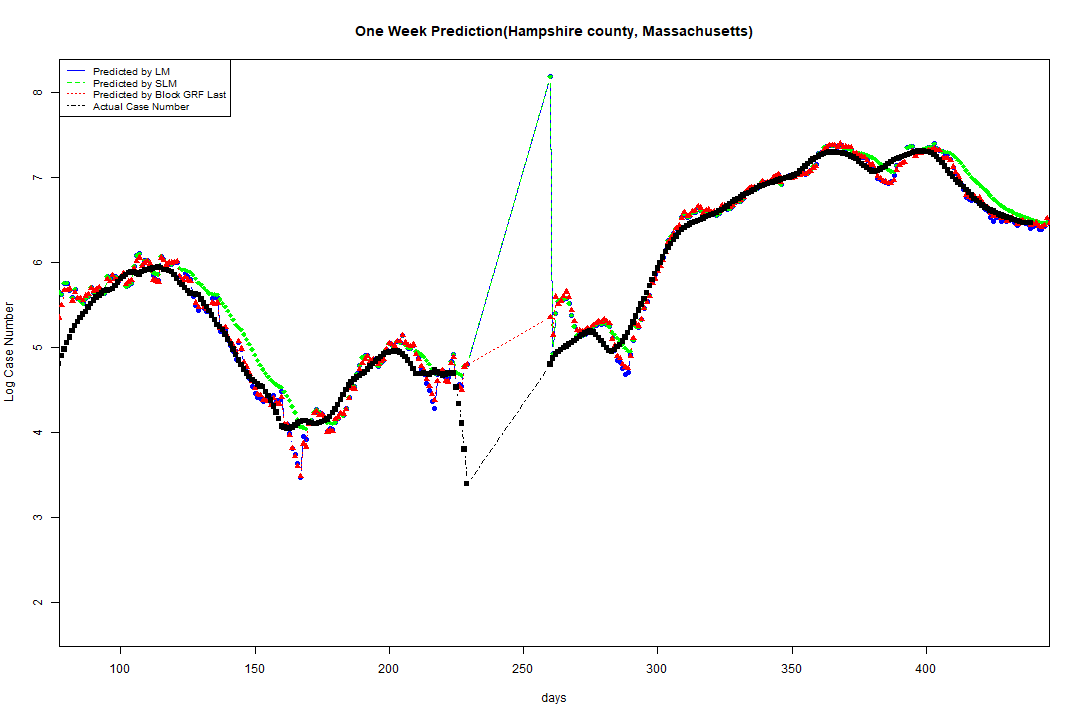 One Week Prediction(Hampshire county, Massachusetts)
Predicted by LM
Predicted by SLM
Predicted by Block GRF Last
Actual Case Number
Log Case Number
8
7
6
5
4
3
2
100 150 200 250 300 350 400
days